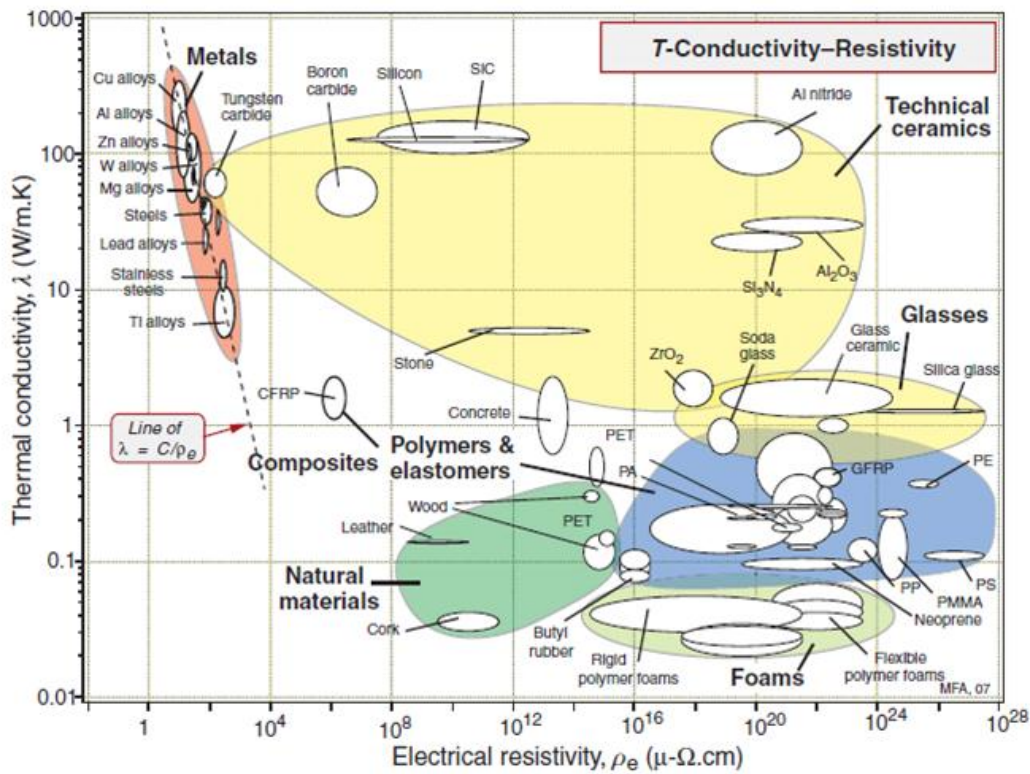 T-Conductivity–Resistivity
1000
100
10
1
0.1
0.01
Thermal conductivity, λ (W/m.K)
Metals
Cu alloys
Al alloys
Zn alloys
W alloys
Mg alloys
Steels
Lead alloys
Stainless
steels
Ti alloys
Tungsten
carbide
Boron
carbide
Silicon
SiC
Al nitride
Technical
ceramics
Al₂O₃
Si₃N₄
Glasses
Stone
ZrO₂
Soda
glass
Glass
ceramic
Silica glass
CFRP
Concrete
Line of
λ = C/ρe
Composites
Polymers &
elastomers
PET
PA
GFRP
PE
Wood
PET
Leather
Natural
materials
Cork
Butyl
rubber
Rigid
polymer foams
Foams
Flexible
polymer foams
Neoprene
PP
PMMA
PS
MFA, 07
1
10⁴
10⁸
10¹²
10¹⁶
10²⁰
10²⁴
10²⁸
Electrical resistivity, ρe (μ-Ω.cm)